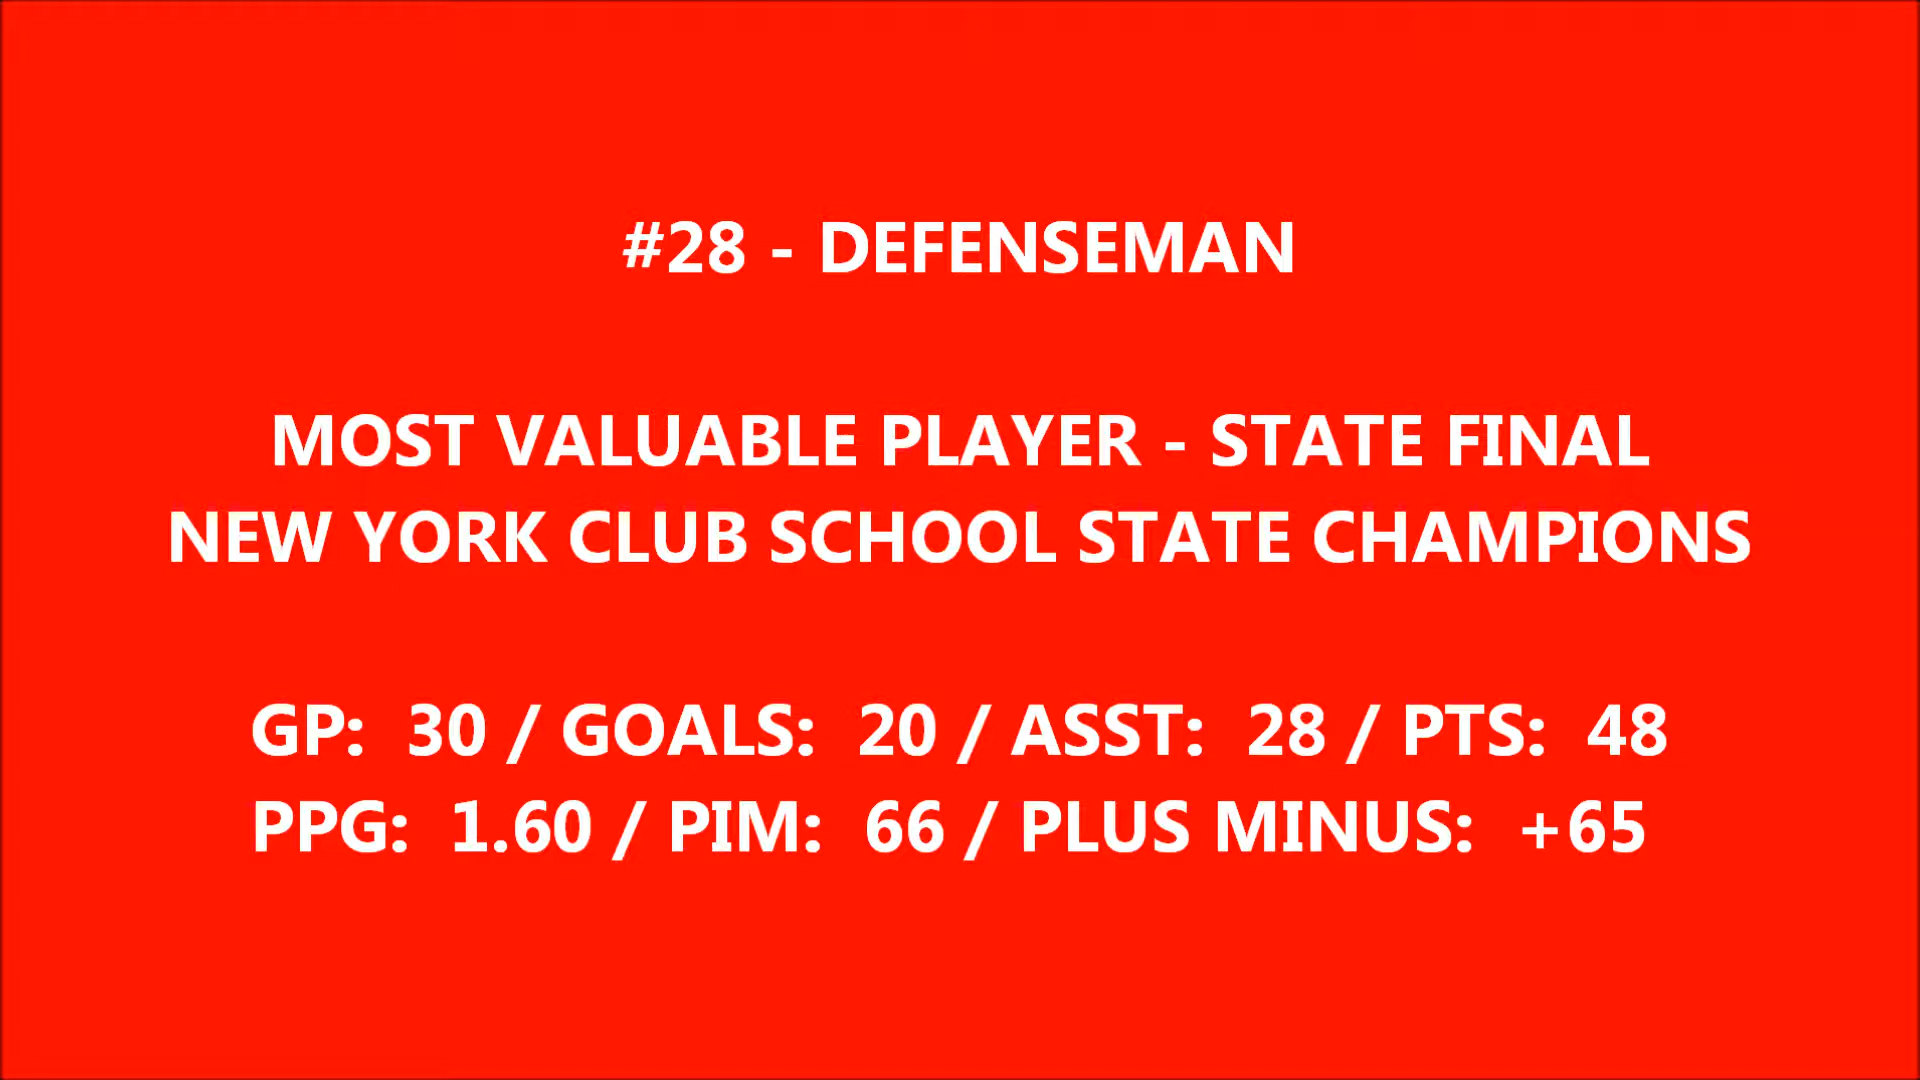 #28 - DEFENSEMAN
MOST VALUABLE PLAYER - STATE FINAL
NEW YORK CLUB SCHOOL STATE CHAMPIONS
GP:  30 / GOALS:  20 / ASST:  28 / PTS:  48
PPG:  1.60 / PIM:  66 / PLUS MINUS:  +65